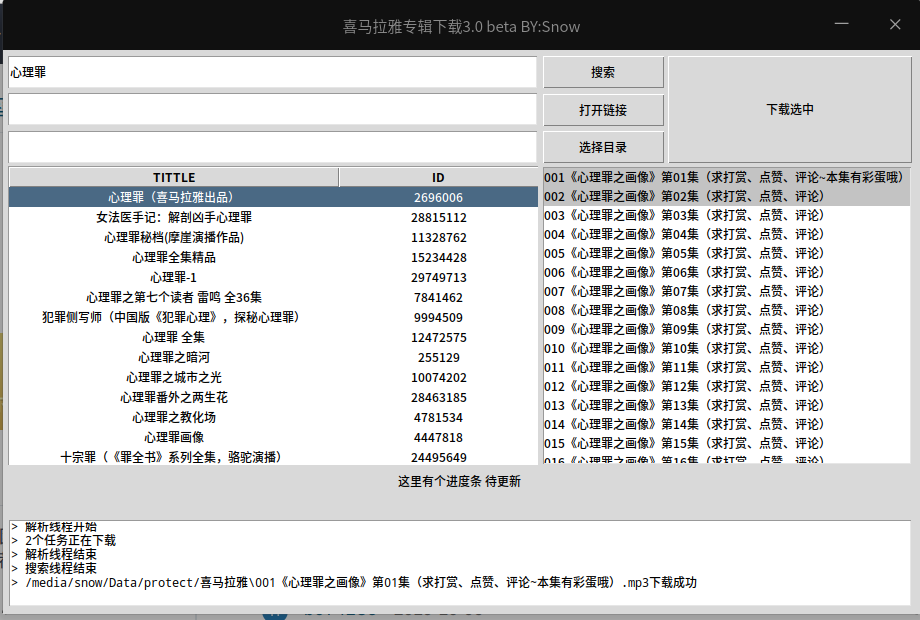 喜马拉雅专辑下载3.0 beta BY:Snow
心理罪
搜索
打开链接
下载选中
选择目录
TITTLE ID
心理罪（喜马拉雅出品） 2696006
女法医手记：解剖凶手心理罪 28815112
心理罪秘档(摩崖演播作品) 11328762
心理罪全集精品 15234428
心理罪-1 29749713
心理罪之第七个读者 雷鸣 全36集 7841462
犯罪侧写师（中国版《犯罪心理》，探秘心理罪） 9994509
心理罪 全集 12472575
心理罪之暗河 255129
心理罪之城市之光 10074202
心理罪番外之两生花 28463185
心理罪之教化场 4781534
心理罪画像 4447818
十宗罪（《罪全书》系列全集，骆驼演播） 24495649
001《心理罪之画像》第01集（求打赏、点赞、评论~本集有彩蛋哦）
002《心理罪之画像》第02集（求打赏、点赞、评论）
003《心理罪之画像》第03集（求打赏、点赞、评论）
004《心理罪之画像》第04集（求打赏、点赞、评论）
005《心理罪之画像》第05集（求打赏、点赞、评论）
006《心理罪之画像》第06集（求打赏、点赞、评论）
007《心理罪之画像》第07集（求打赏、点赞、评论）
008《心理罪之画像》第08集（求打赏、点赞、评论）
009《心理罪之画像》第09集（求打赏、点赞、评论）
010《心理罪之画像》第10集（求打赏、点赞、评论）
011《心理罪之画像》第11集（求打赏、点赞、评论）
012《心理罪之画像》第12集（求打赏、点赞、评论）
013《心理罪之画像》第13集（求打赏、点赞、评论）
014《心理罪之画像》第14集（求打赏、点赞、评论）
015《心理罪之画像》第15集（求打赏、点赞、评论）
016《心理罪之画像》第16集（求打赏、点赞、评论）
这里有个进度条 待更新
> 解析线程开始
> 2个任务正在下载
> 解析线程结束
> 搜索线程结束
> /media/snow/Data/protect/喜马拉雅\001《心理罪之画像》第01集（求打赏、点赞、评论~本集有彩蛋哦）.mp3下载成功